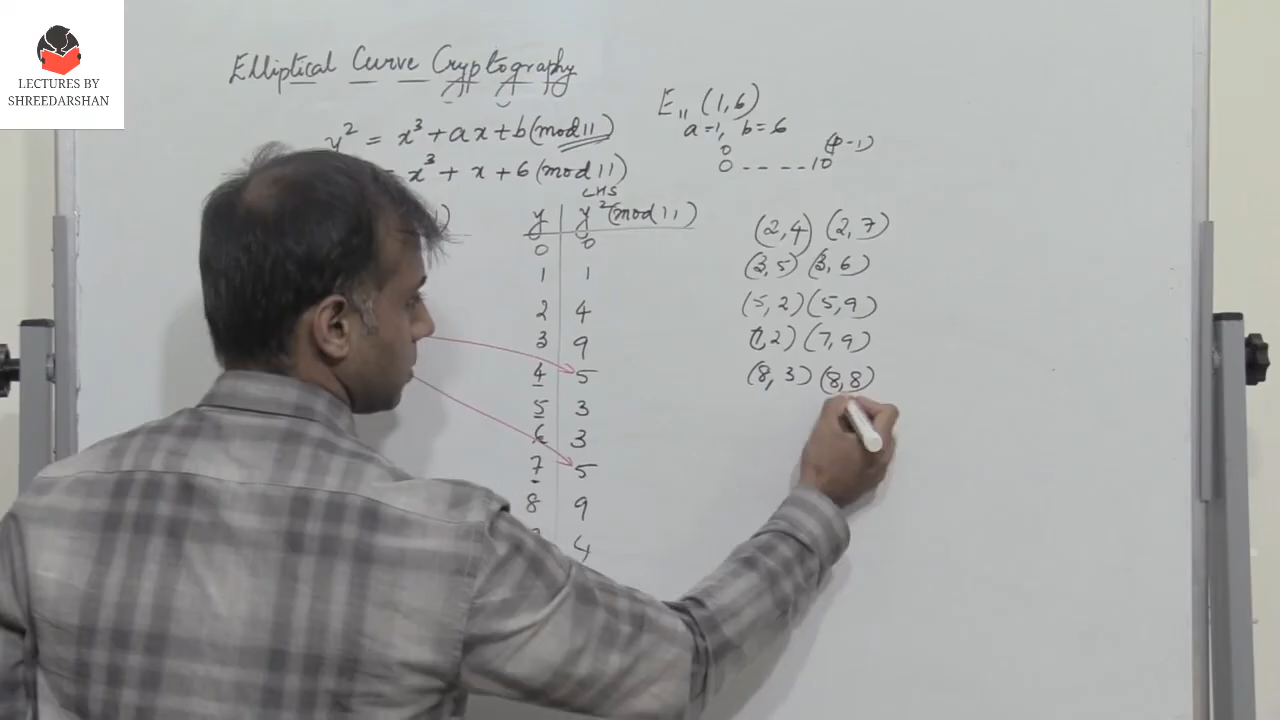 LECTURES BY
SHREEDARSHAN
Elliptical Curve Cryptography
y² = x³ + ax + b (mod 11)
= x³ + x + 6 (mod 11)
E₁₁ (1,6)
a=1, b=6
0 (p-1)
0 - - - - 10
LHS
y y² (mod 11)
0 0
1 1
2 4
3 9
4 5
5 3
6 3
7 5
8 9
4
(2,4) (2,7)
(3,5) (3,6)
(5,2) (5,9)
(7,2) (7,9)
(8,3) (8,8)